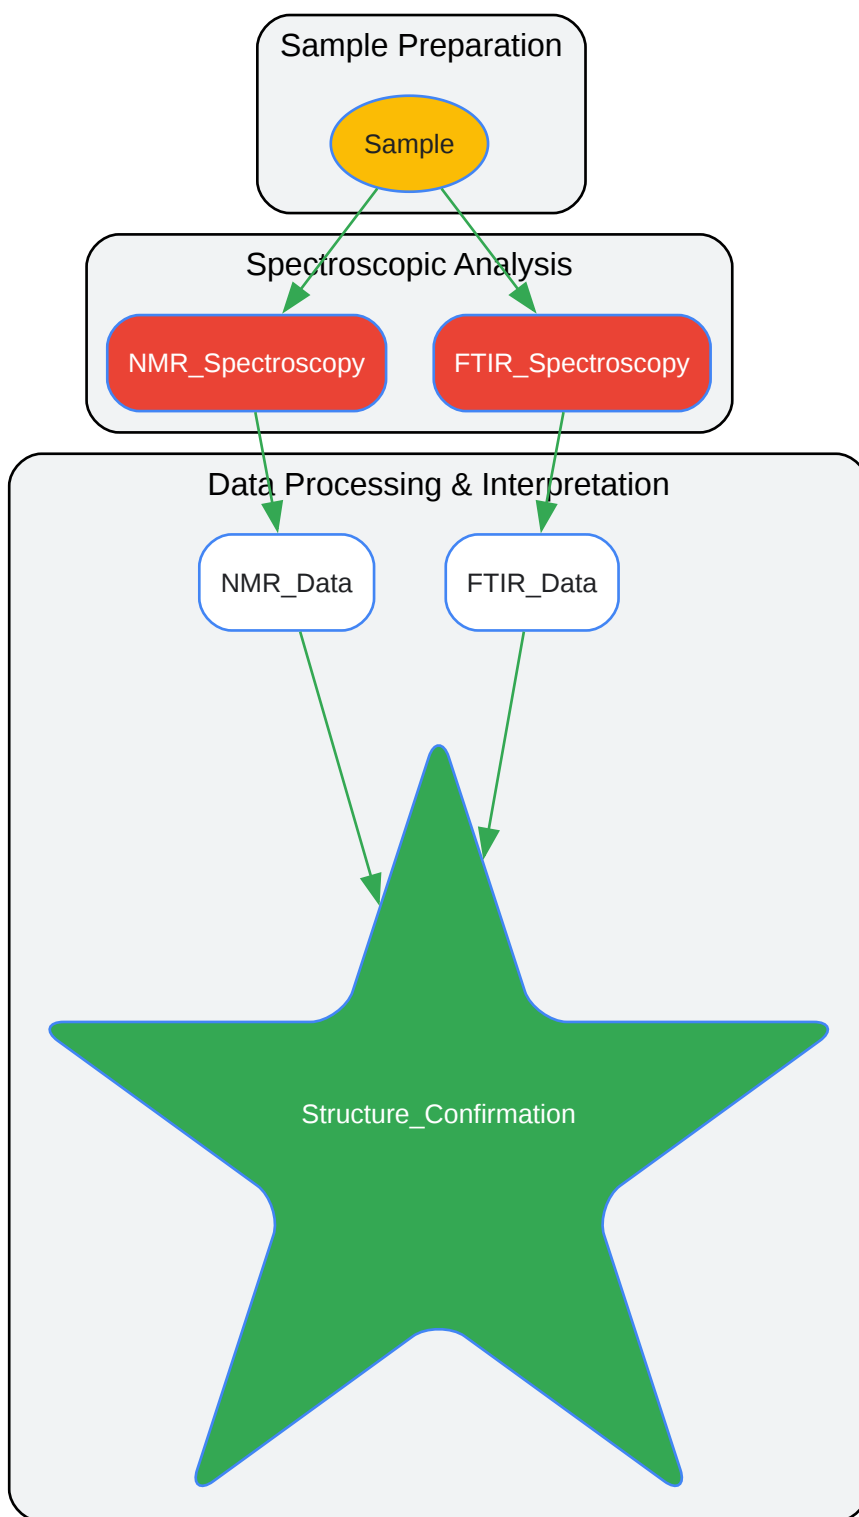 Sample Preparation
Sample
Spectroscopic Analysis
NMR_Spectroscopy
FTIR_Spectroscopy
Data Processing & Interpretation
NMR_Data
FTIR_Data
Structure_Confirmation